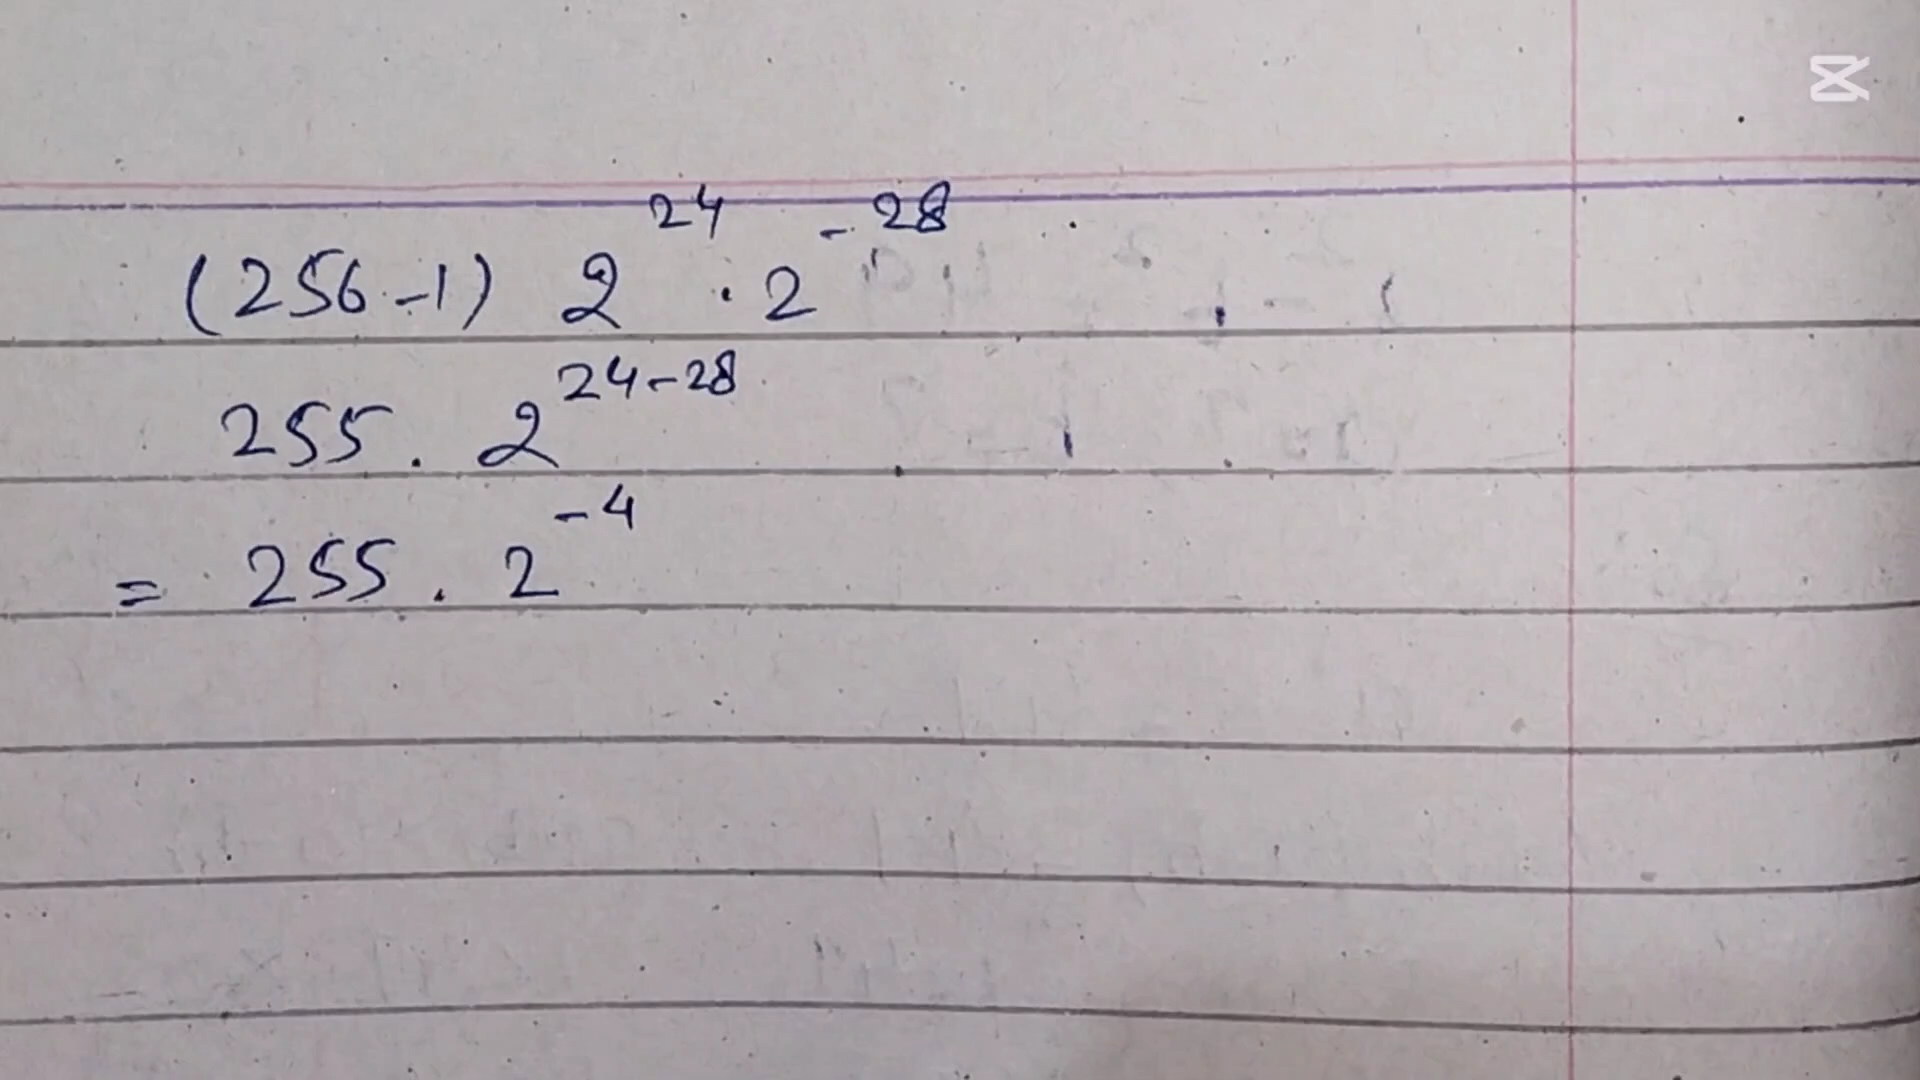 (256-1) 2^24 · 2^-28
255 . 2^24-28
= 255 . 2^-4